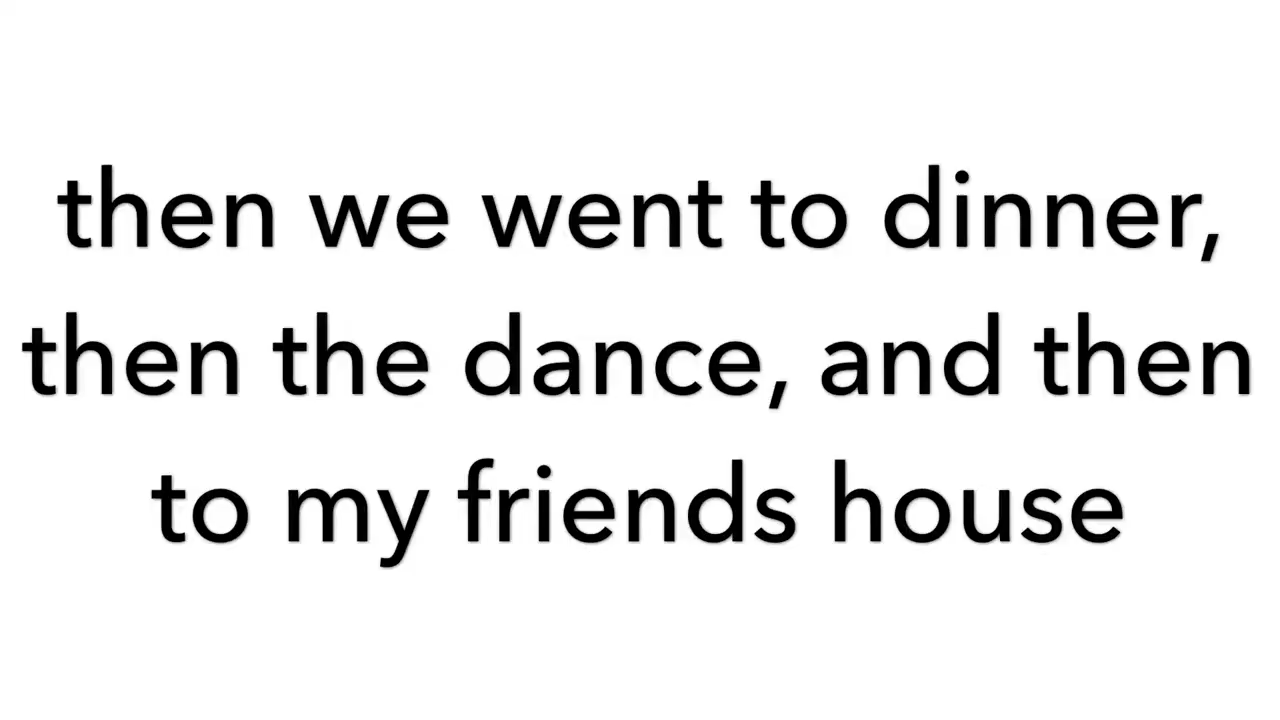 then we went to dinner,
then the dance, and then
to my friends house